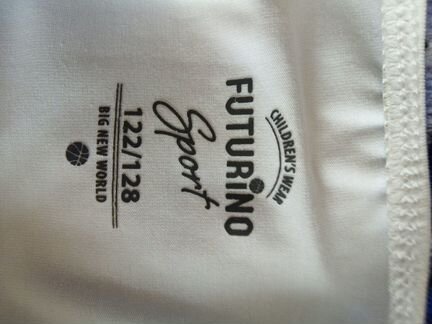 CHILDREN'S WEAR
FUTURiNO
Sport
122/128
BIG NEW WORLD